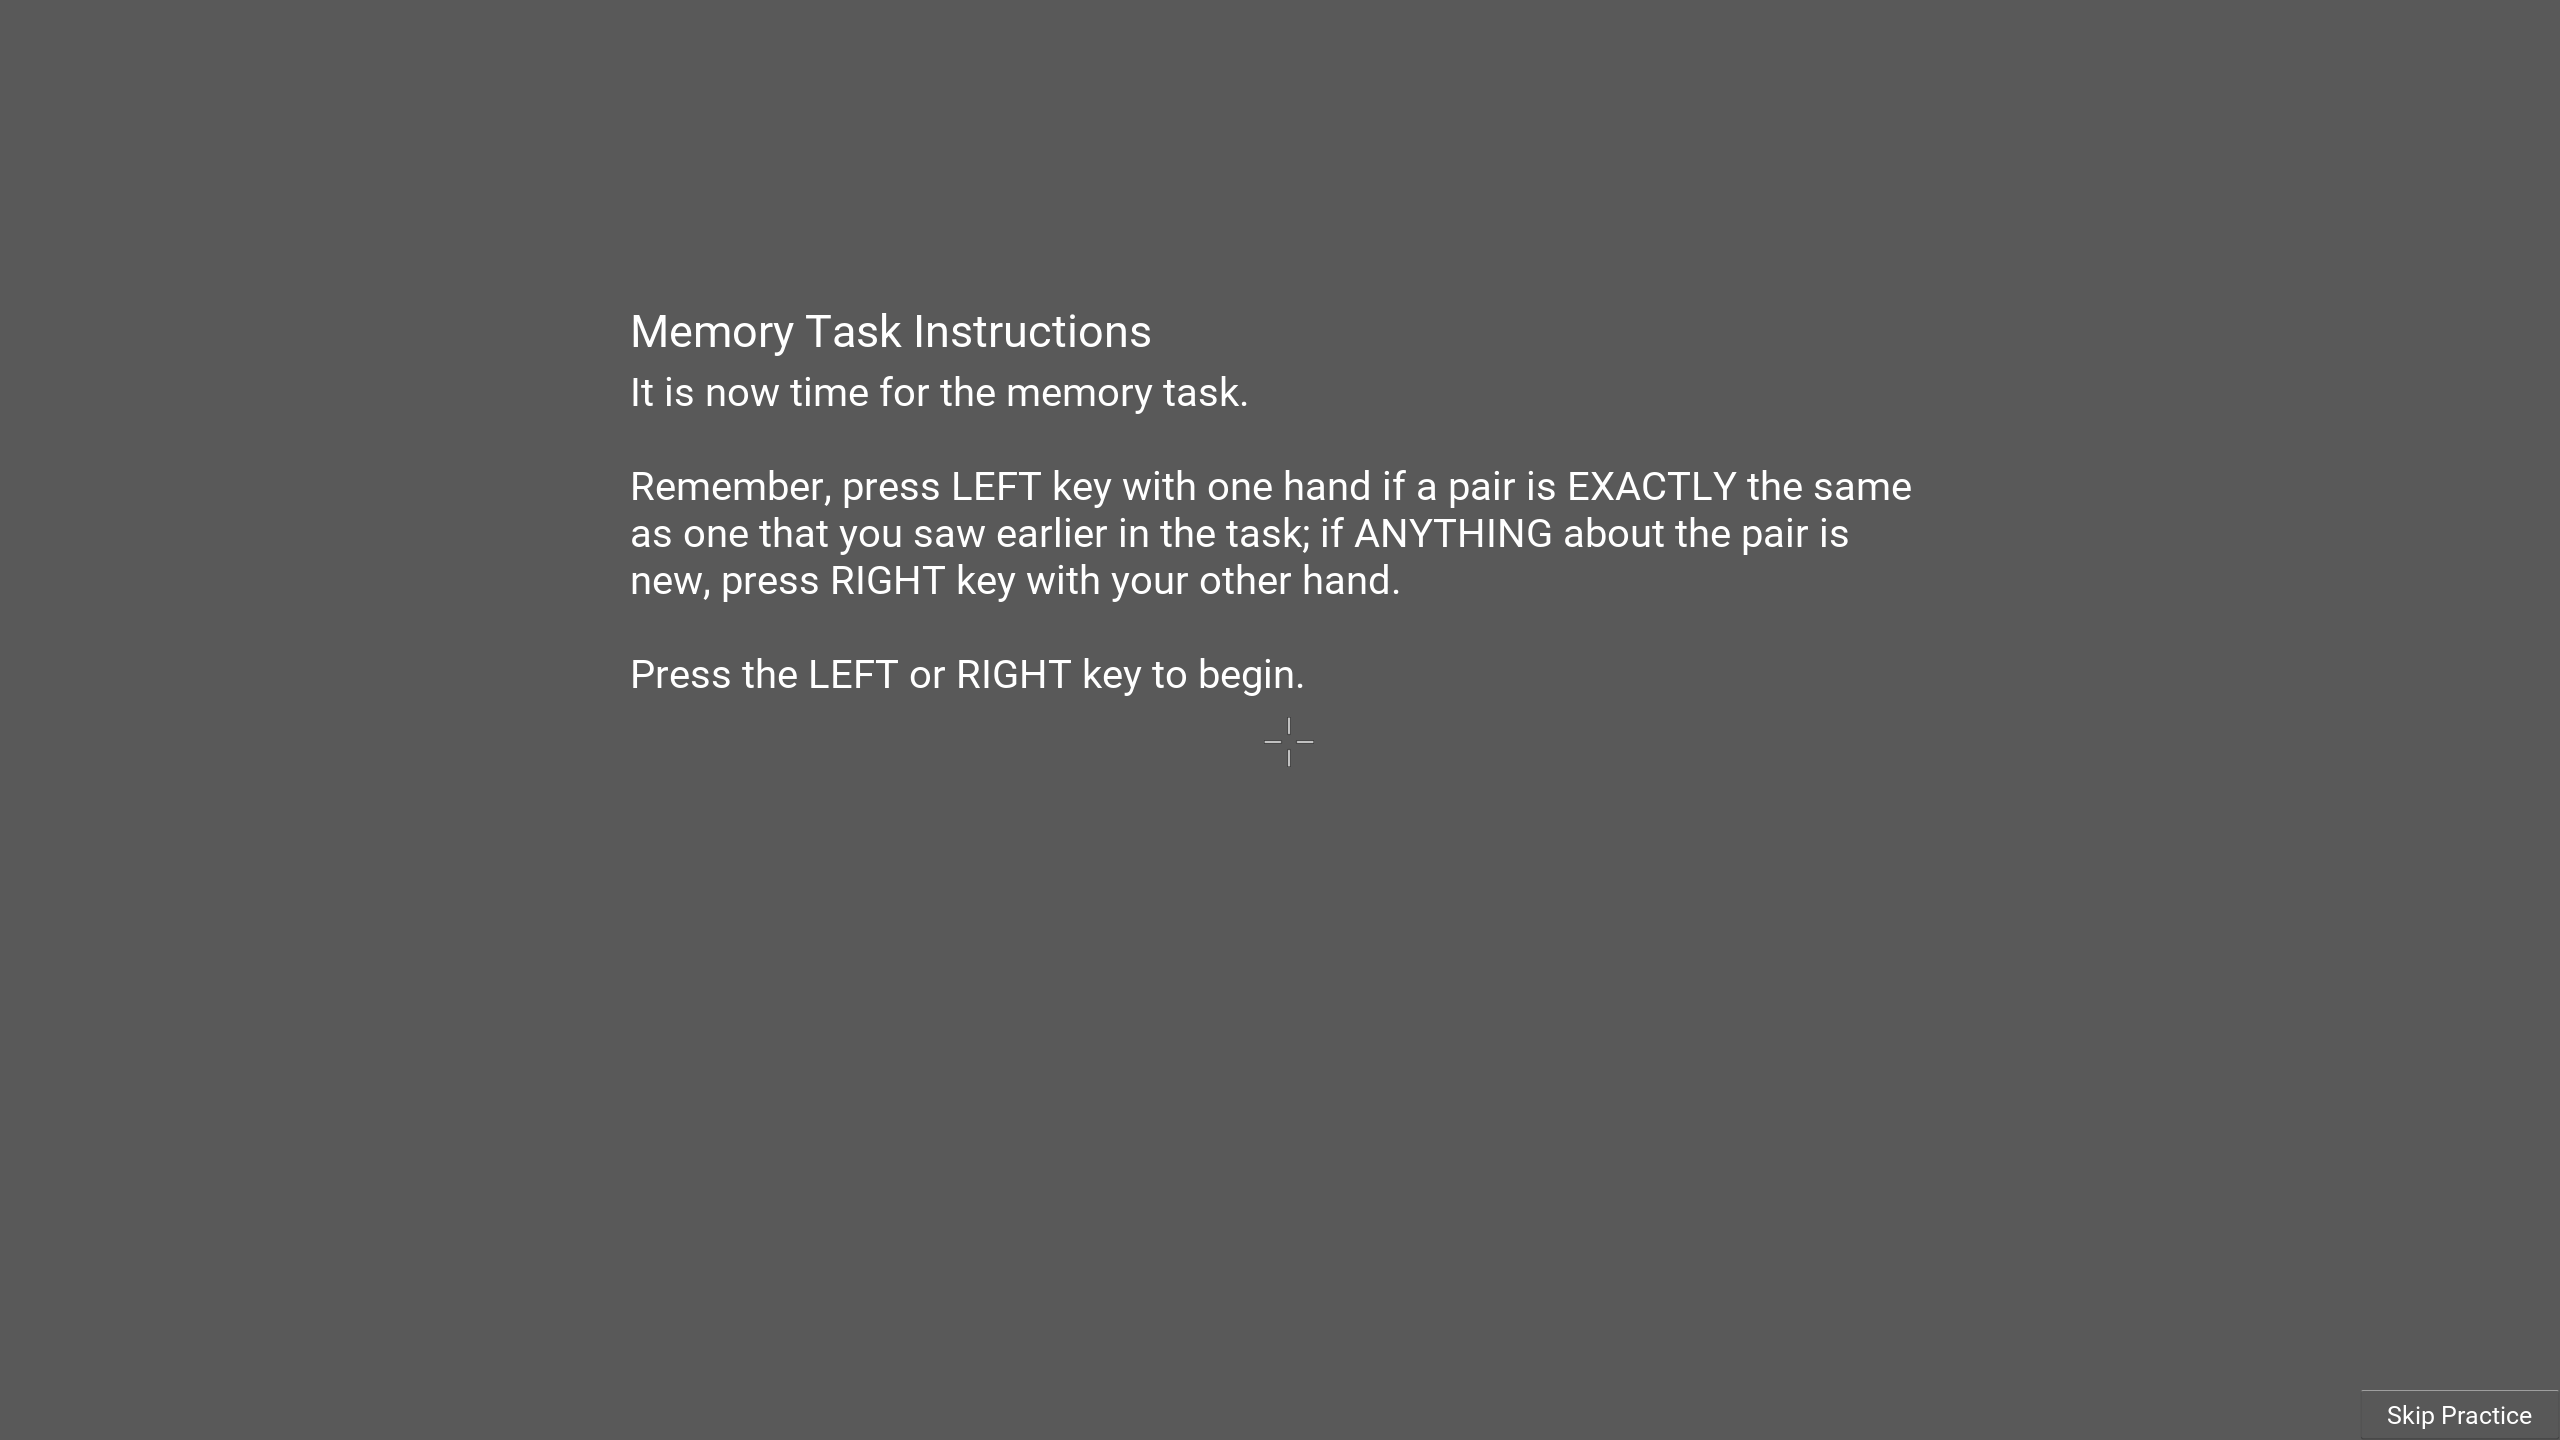 Memory Task Instructions
It is now time for the memory task.
Remember, press LEFT key with one hand if a pair is EXACTLY the same
as one that you saw earlier in the task; if ANYTHING about the pair is
new, press RIGHT key with your other hand.
Press the LEFT or RIGHT key to begin.
Skip Practice